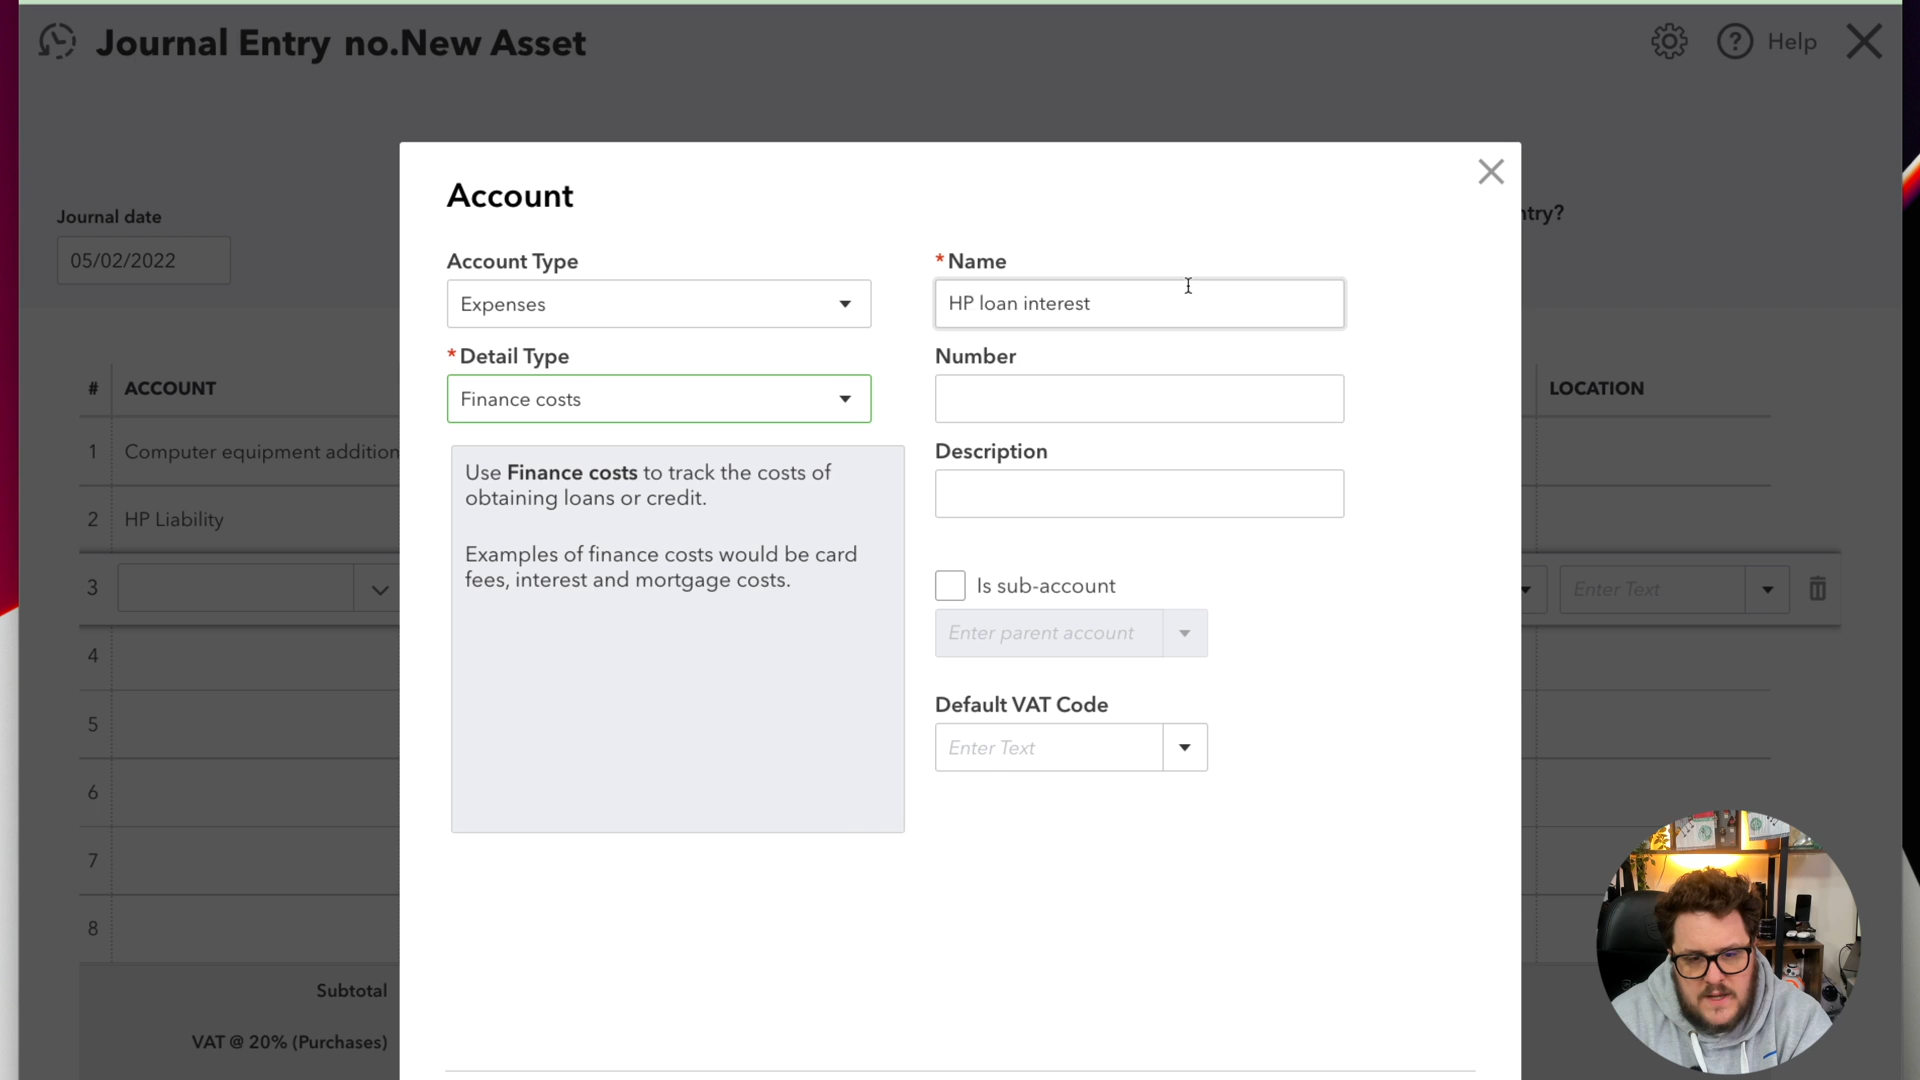 Journal Entry no.New Asset
Help
Journal date
05/02/2022
ntry?
Account
Account Type
Expenses
* Name
HP loan interest
* Detail Type
Finance costs
Number
Use Finance costs to track the costs of
obtaining loans or credit.
Examples of finance costs would be card
fees, interest and mortgage costs.
Description
Is sub-account
Enter parent account
Default VAT Code
Enter Text
# ACCOUNT
LOCATION
1 Computer equipment addition
2 HP Liability
3
Enter Text
4
5
6
7
8
Subtotal
VAT @ 20% (Purchases)